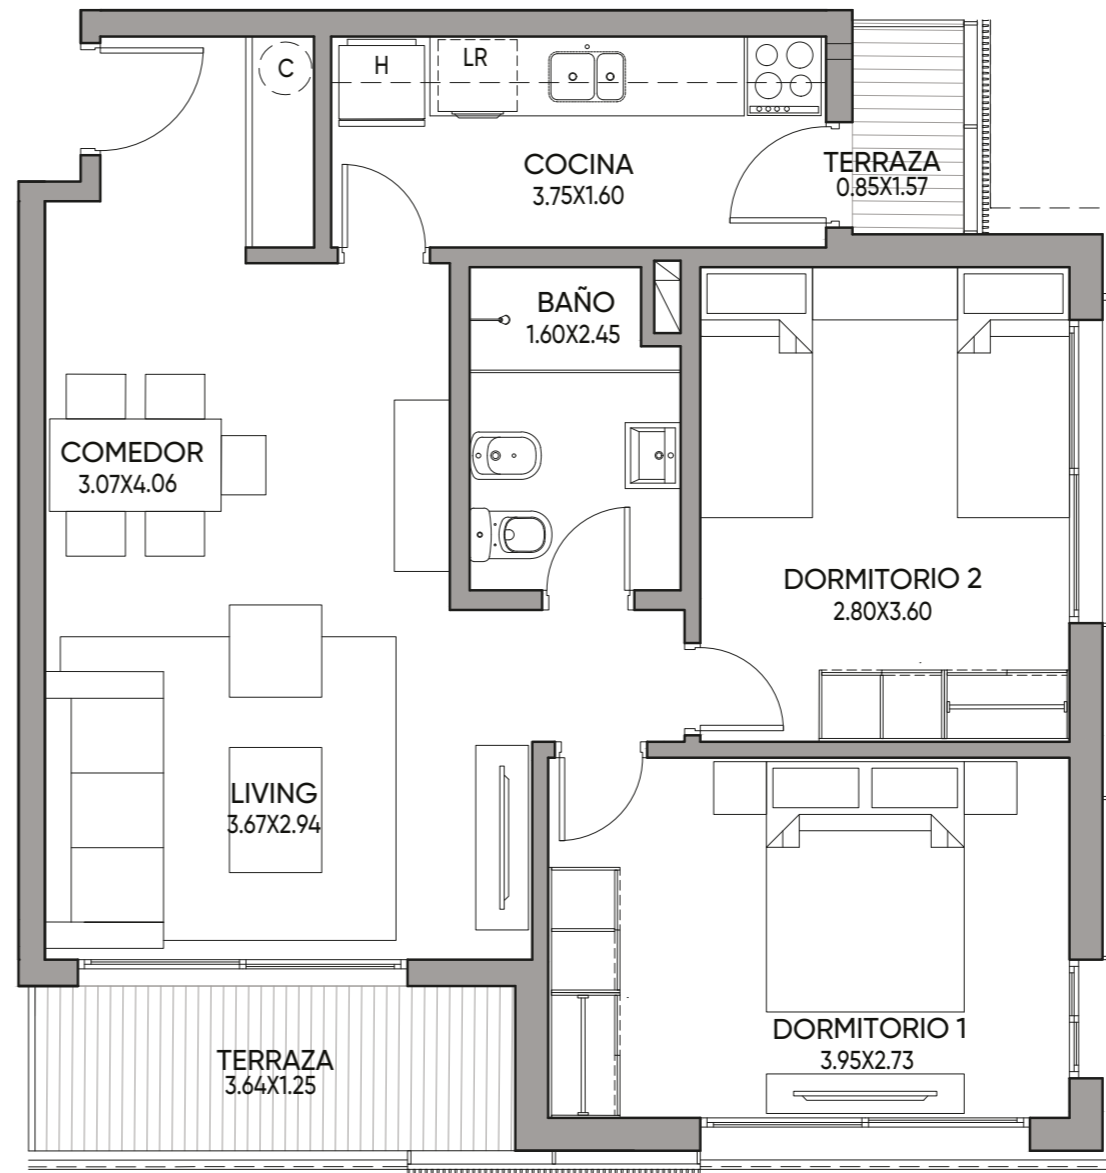 C
H
LR
COCINA
3.75X1.60
TERRAZA
0.85X1.57
BAÑO
1.60X2.45
COMEDOR
3.07X4.06
DORMITORIO 2
2.80X3.60
LIVING
3.67X2.94
DORMITORIO 1
3.95X2.73
TERRAZA
3.64X1.25